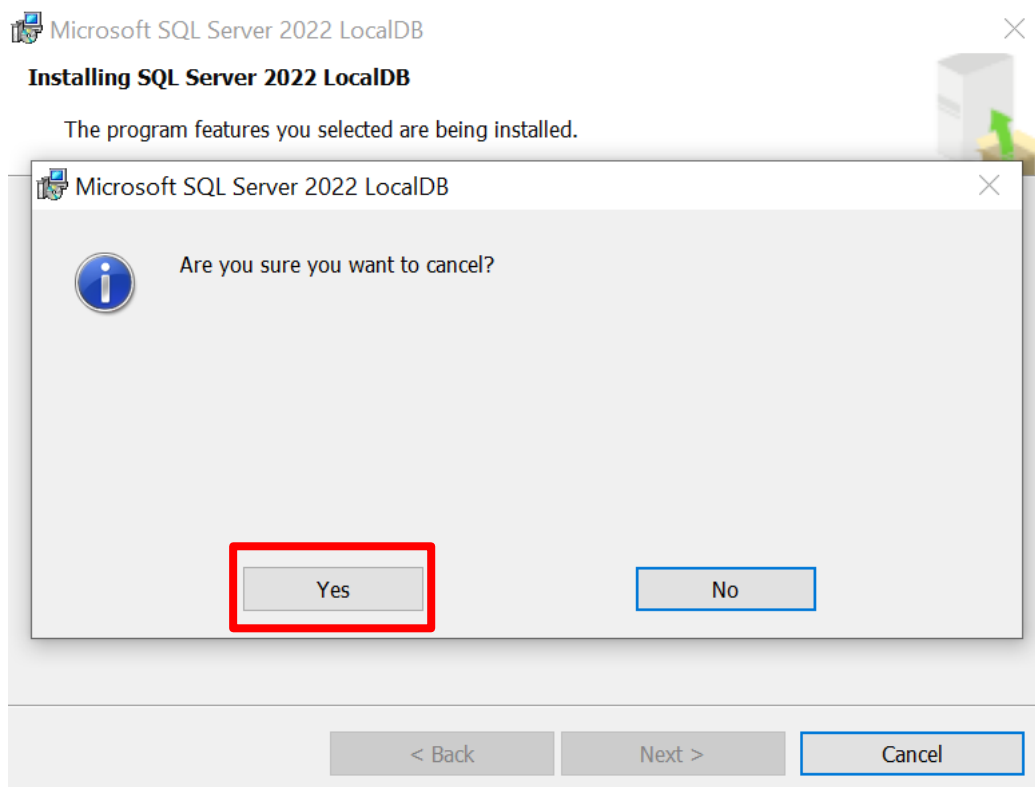 Microsoft SQL Server 2022 LocalDB
Installing SQL Server 2022 LocalDB
The program features you selected are being installed.
Microsoft SQL Server 2022 LocalDB
Are you sure you want to cancel?
Yes
No
< Back
Next >
Cancel